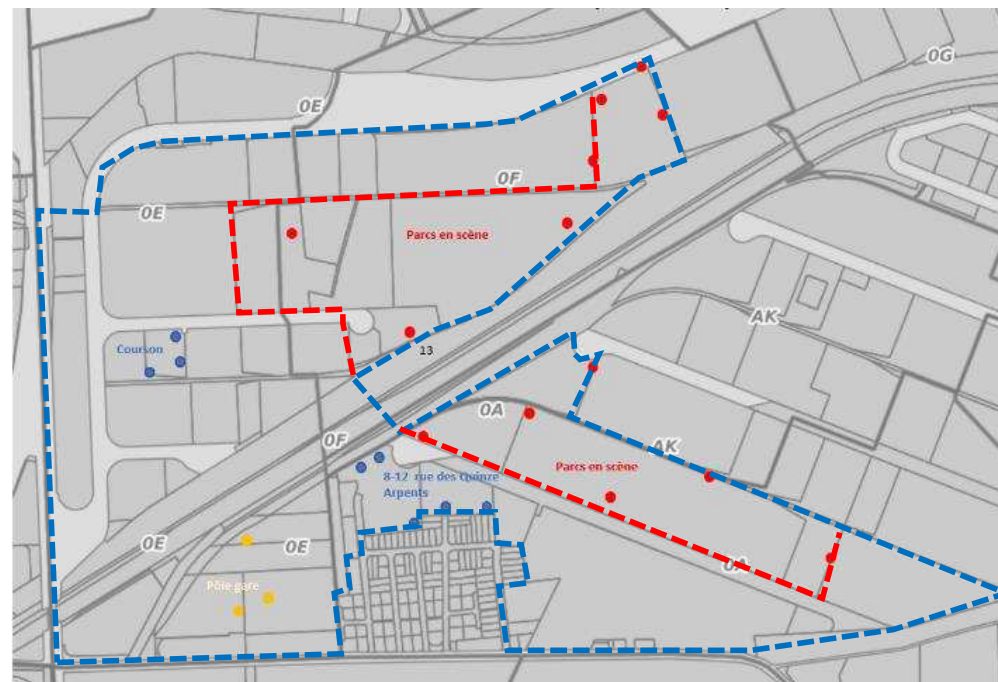 0G
0E
0F
0E
Parcs en scène
AK
13
Courson
0A
0F
AK
8-12 rue des Quinze
Arpents
Parcs en scène
0E
0E
0A
Pôle gare